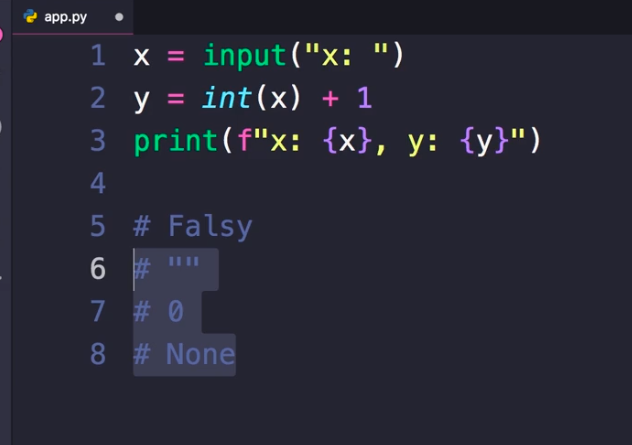 app.py
1 x = input("x: ")
2 y = int(x) + 1
3 print(f"x: {x}, y: {y}")
4
5 # Falsy
6 # ""
7 # 0
8 # None